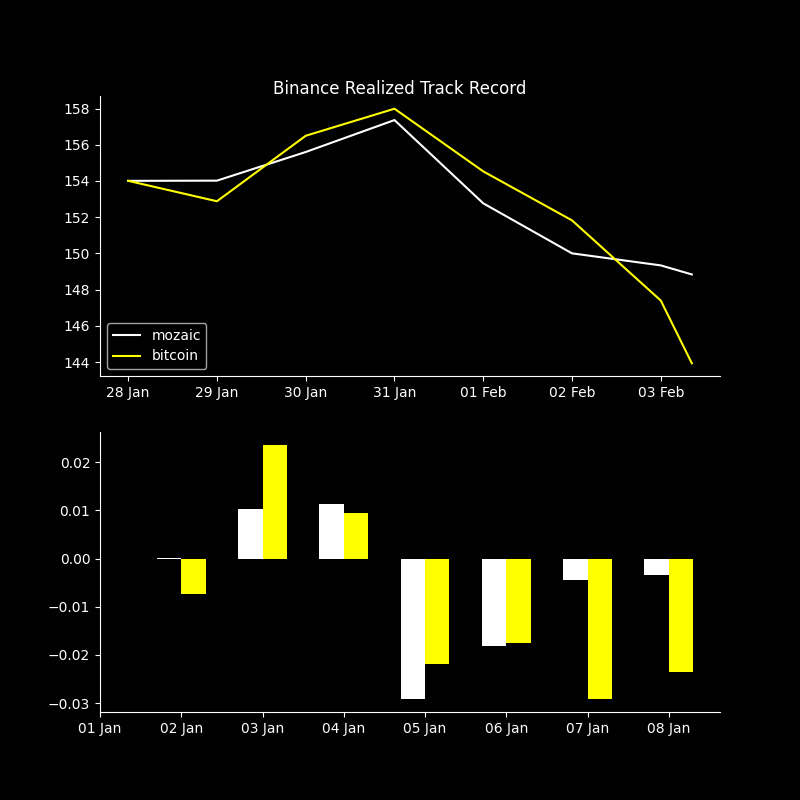 Binance Realized Track Record
158
156
154
152
150
148
146
144
mozaic
bitcoin
28 Jan 29 Jan 30 Jan 31 Jan 01 Feb 02 Feb 03 Feb
0.02
0.01
0.00
−0.01
−0.02
−0.03
01 Jan 02 Jan 03 Jan 04 Jan 05 Jan 06 Jan 07 Jan 08 Jan